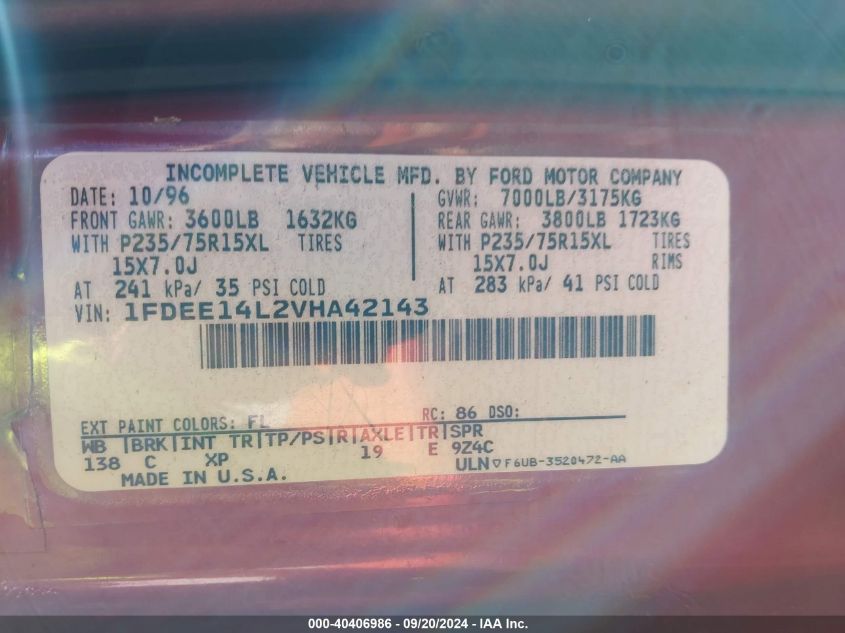 INCOMPLETE VEHICLE MFD. BY FORD MOTOR COMPANY
DATE: 10/96 GVWR: 7000LB/3175KG
FRONT GAWR: 3600LB 1632KG REAR GAWR: 3800LB 1723KG
WITH P235/75R15XL TIRES WITH P235/75R15XL TIRES
15X7.0J 15X7.0J RIMS
AT 241 kPa/ 35 PSI COLD AT 283 kPa/ 41 PSI COLD
VIN: 1FDEE14L2VHA42143
EXT PAINT COLORS: FL RC: 86 DSO:
WB |BRK|INT TR|TP/PS|R|AXLE|TR|SPR
138 C XP 19 E 9Z4C
MADE IN U.S.A. ULN ▽ F6UB-3520472-AA
000-40406986 - 09/20/2024 - IAA Inc.